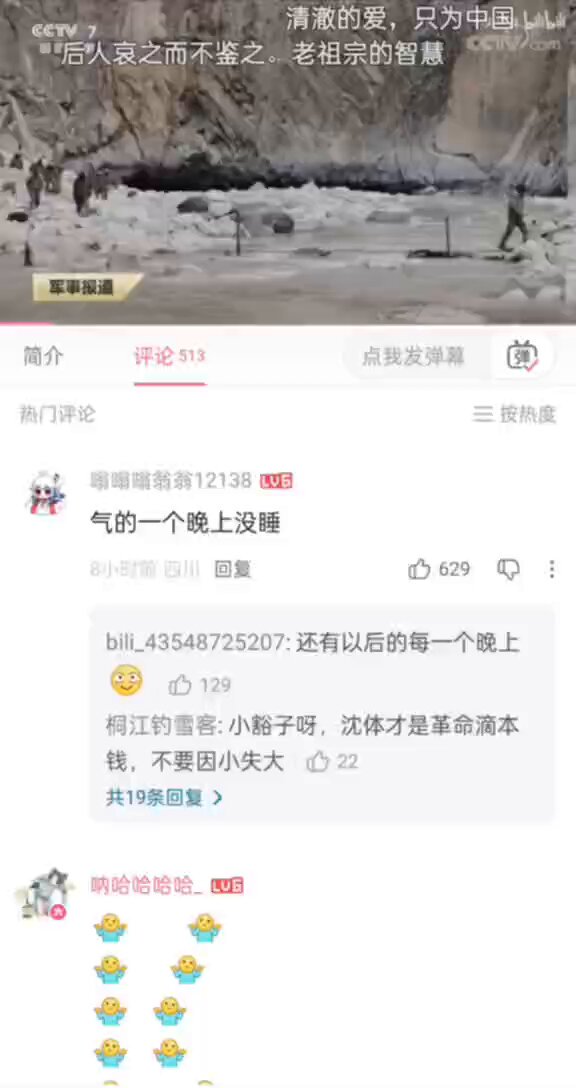 清澈的爱，只为中国
bilibili
CCTV 7
CCTV.com
后人哀之而不鉴之。老祖宗的智慧
军事报道
简介
评论 513
点我发弹幕
弹
热门评论
按热度
嗡嗡嗡翁翁12138 LV6
气的一个晚上没睡
8小时前 四川 回复
629
bili_43548725207: 还有以后的每一个晚上
129
桐江钓雪客: 小豁子呀，沈体才是革命滴本
钱，不要因小失大 22
共19条回复 >
呐哈哈哈哈_ LV6